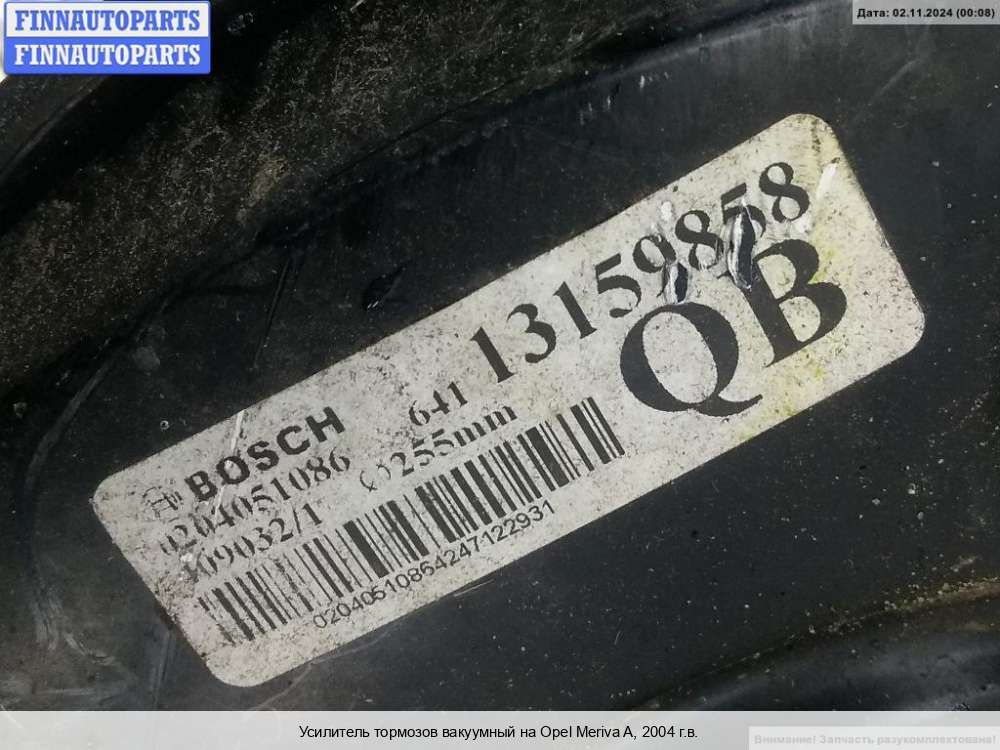 FINNAUTOPARTS
FINNAUTOPARTS
Дата: 02.11.2024 (00:08)
BOSCH 641 13159858
0204051086 255mm QB
409032/1
0204051086424712293​1
Усилитель тормозов вакуумный на Opel Meriva A, 2004 г.в.
Внимание! Запчасть разукомплектована!